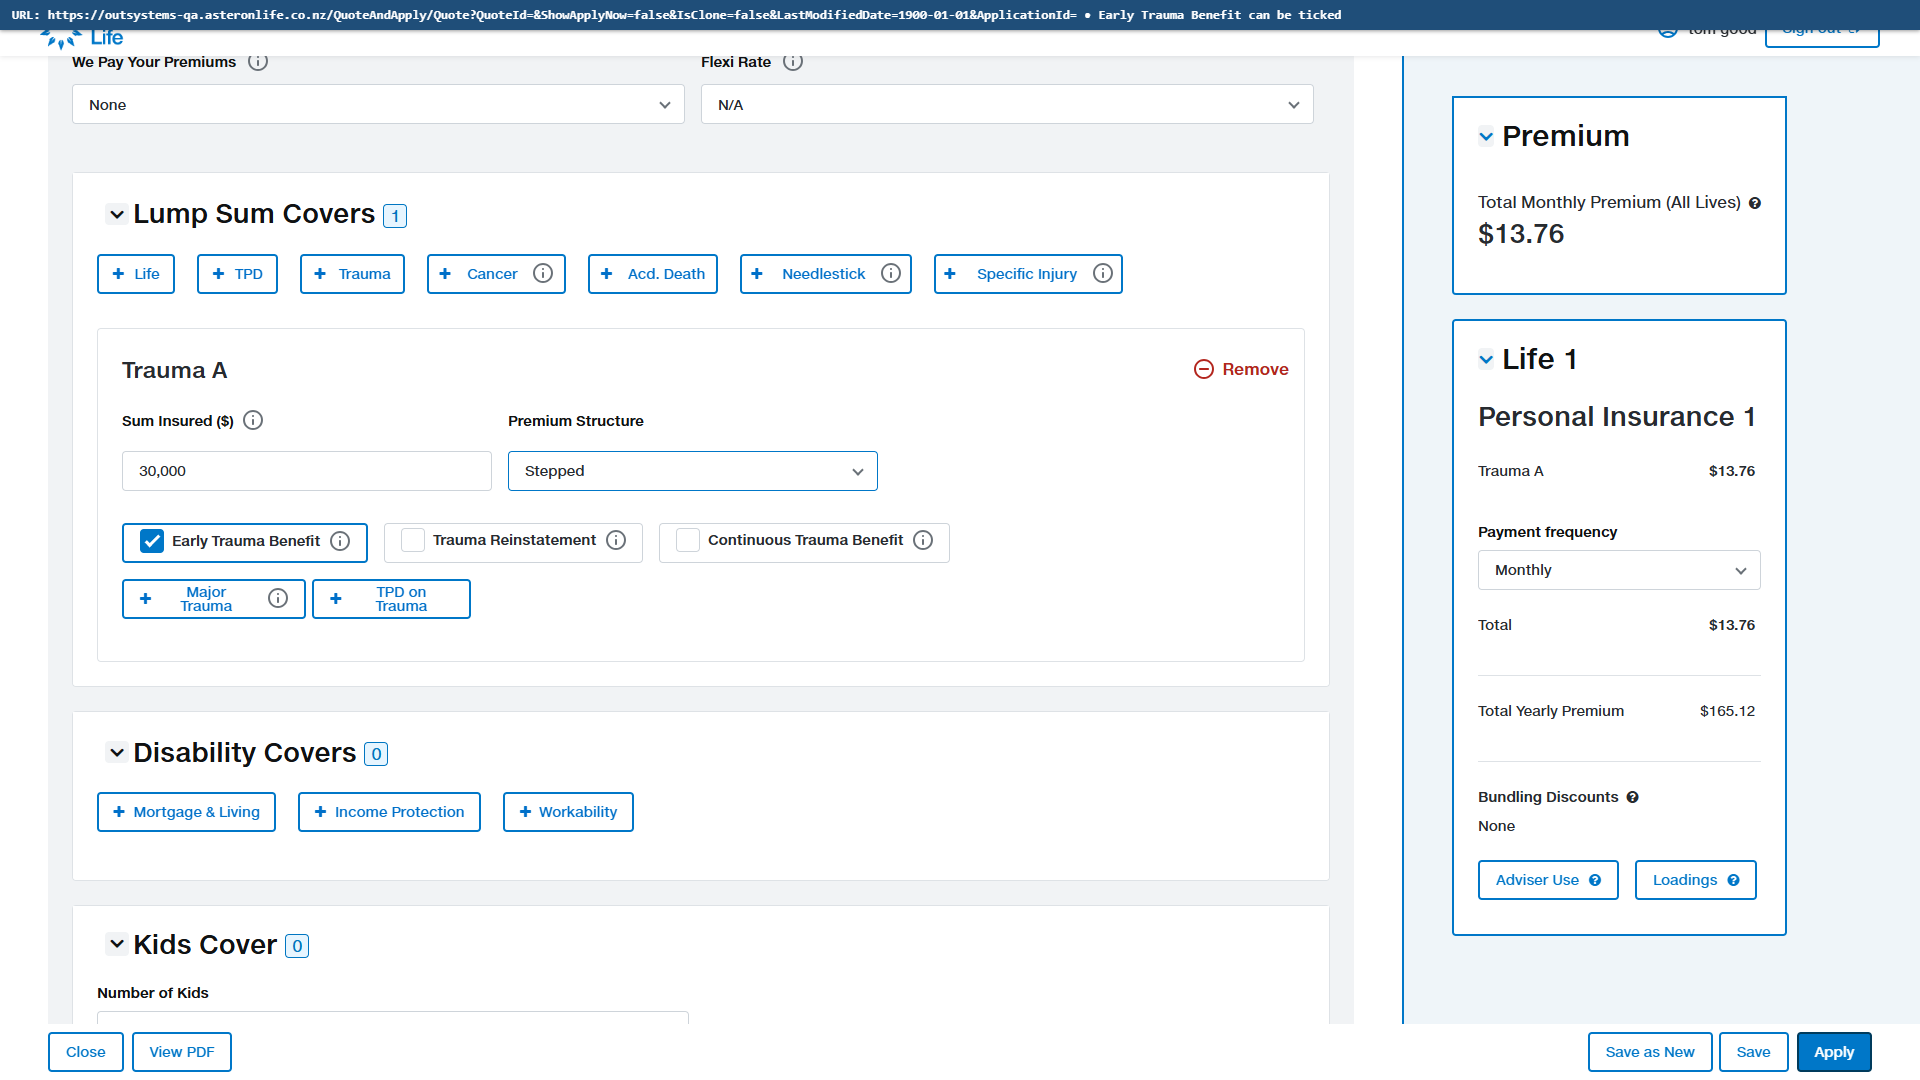 URL: https://outsystems-qa.asteronlife.co.nz/QuoteAndApply/Quote?QuoteId=&ShowApplyNow=false&IsClone=false&LastModifiedDate=1900-01-01&ApplicationId= • Early Trauma Benefit can be ticked
Life
tom good
Sign out
We Pay Your Premiums
Flexi Rate
None
N/A
Lump Sum Covers 1
+ Life
+ TPD
+ Trauma
+ Cancer
+ Acd. Death
+ Needlestick
+ Specific Injury
Trauma A
Remove
Sum Insured ($)
Premium Structure
30,000
Stepped
Early Trauma Benefit
Trauma Reinstatement
Continuous Trauma Benefit
+ Major
Trauma
+ TPD on
Trauma
Disability Covers 0
+ Mortgage & Living
+ Income Protection
+ Workability
Kids Cover 0
Number of Kids
Premium
Total Monthly Premium (All Lives)
$13.76
Life 1
Personal Insurance 1
Trauma A $13.76
Payment frequency
Monthly
Total $13.76
Total Yearly Premium $165.12
Bundling Discounts
None
Adviser Use
Loadings
Close
View PDF
Save as New
Save
Apply